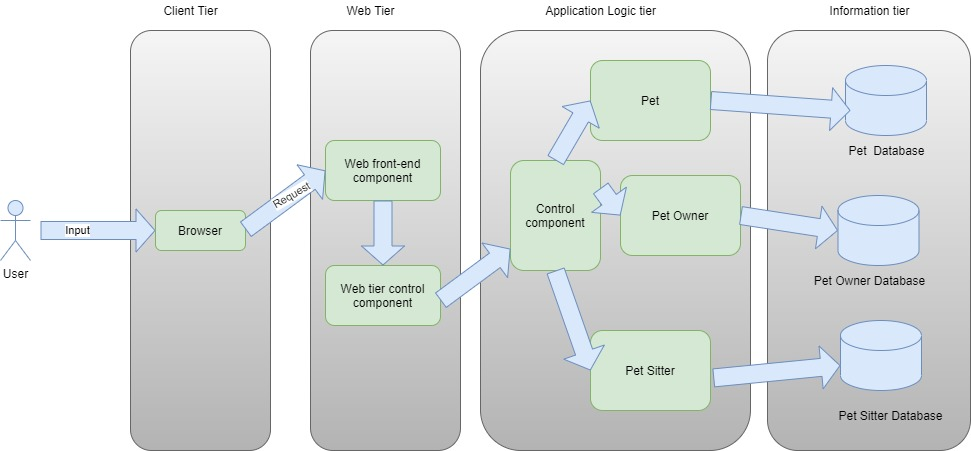 Client Tier
Web Tier
Application Logic tier
Information tier
User
Input
Browser
Request
Web front-end
component
Web tier control
component
Control
component
Pet
Pet Owner
Pet Sitter
Pet Database
Pet Owner Database
Pet Sitter Database